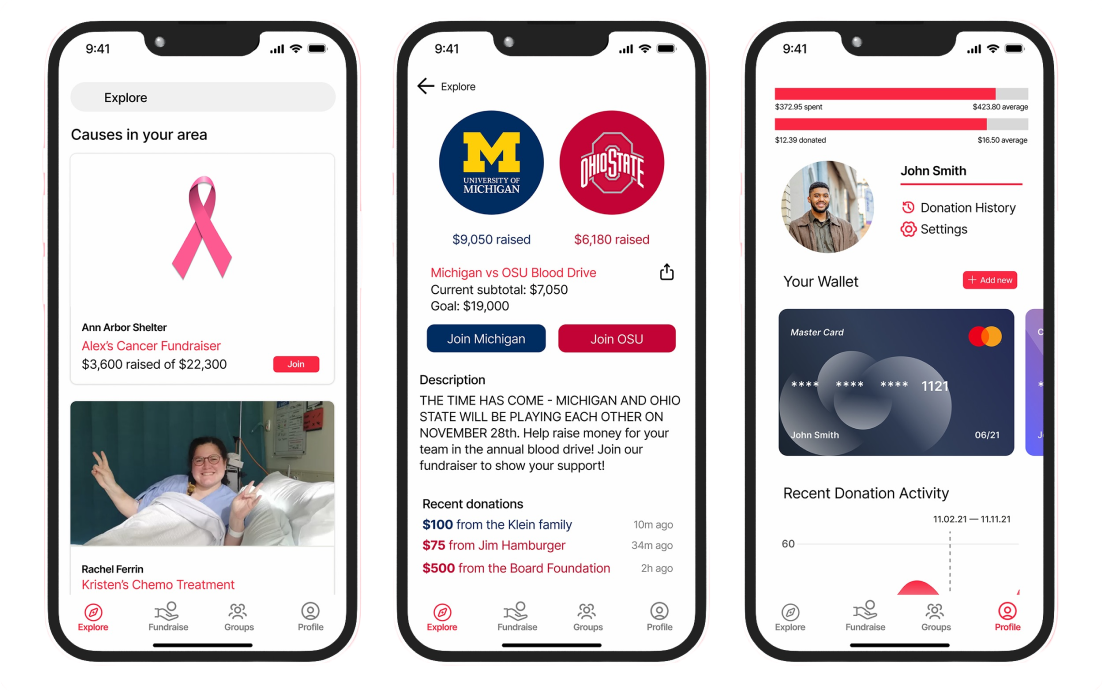 9:41
Explore
Causes in your area
Ann Arbor Shelter
Alex's Cancer Fundraiser
$3,600 raised of $22,300
Join
Rachel Ferrin
Kristen's Chemo Treatment
Explore
Fundraise
Groups
Profile
9:41
Explore
M
UNIVERSITY OF
MICHIGAN
OHIO STATE
$9,050 raised
$6,180 raised
Michigan vs OSU Blood Drive
Current subtotal: $7,050
Goal: $19,000
Join Michigan
Join OSU
Description
THE TIME HAS COME - MICHIGAN AND OHIO
STATE WILL BE PLAYING EACH OTHER ON
NOVEMBER 28th. Help raise money for your
team in the annual blood drive! Join our
fundraiser to show your support!
Recent donations
$100 from the Klein family 10m ago
$75 from Jim Hamburger 34m ago
$500 from the Board Foundation 2h ago
Explore
Fundraise
Groups
Profile
9:41
$372.95 spent $423.80 average
$12.39 donated $16.50 average
John Smith
Donation History
Settings
Your Wallet
+ Add new
Master Card
**** **** **** 1121
John Smith 06/21
C
*
J
Recent Donation Activity
11.02.21 — 11.11.21
60
Explore
Fundraise
Groups
Profile